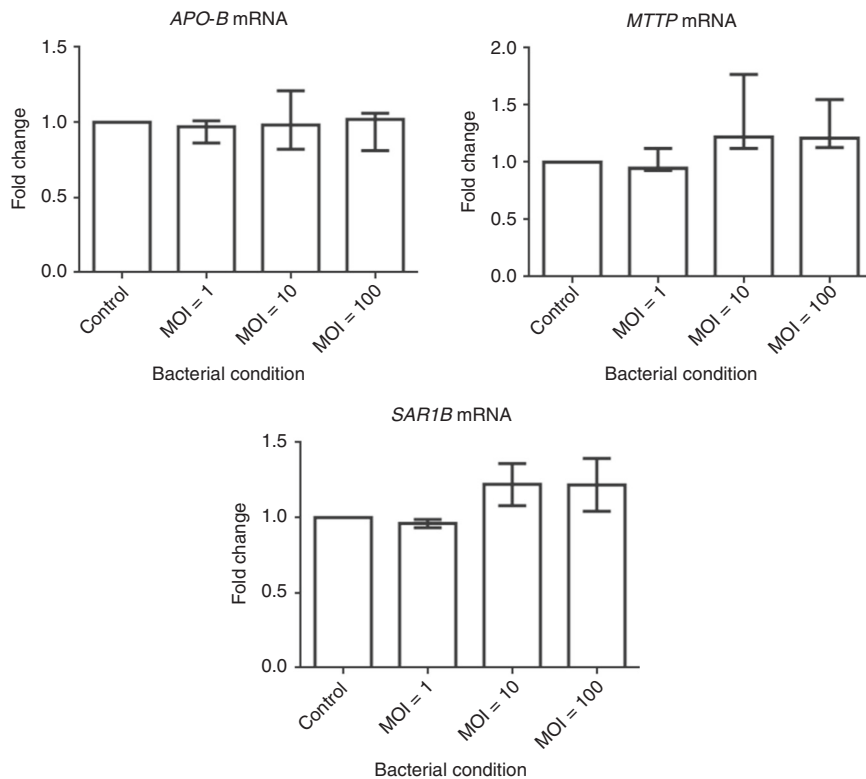 APO-B mRNA
Fold change
1.5
1.0
0.5
0.0
Control
MOI = 1
MOI = 10
MOI = 100
Bacterial condition
MTTP mRNA
Fold change
2.0
1.5
1.0
0.5
0.0
Control
MOI = 1
MOI = 10
MOI = 100
Bacterial condition
SAR1B mRNA
Fold change
1.5
1.0
0.5
0.0
Control
MOI = 1
MOI = 10
MOI = 100
Bacterial condition